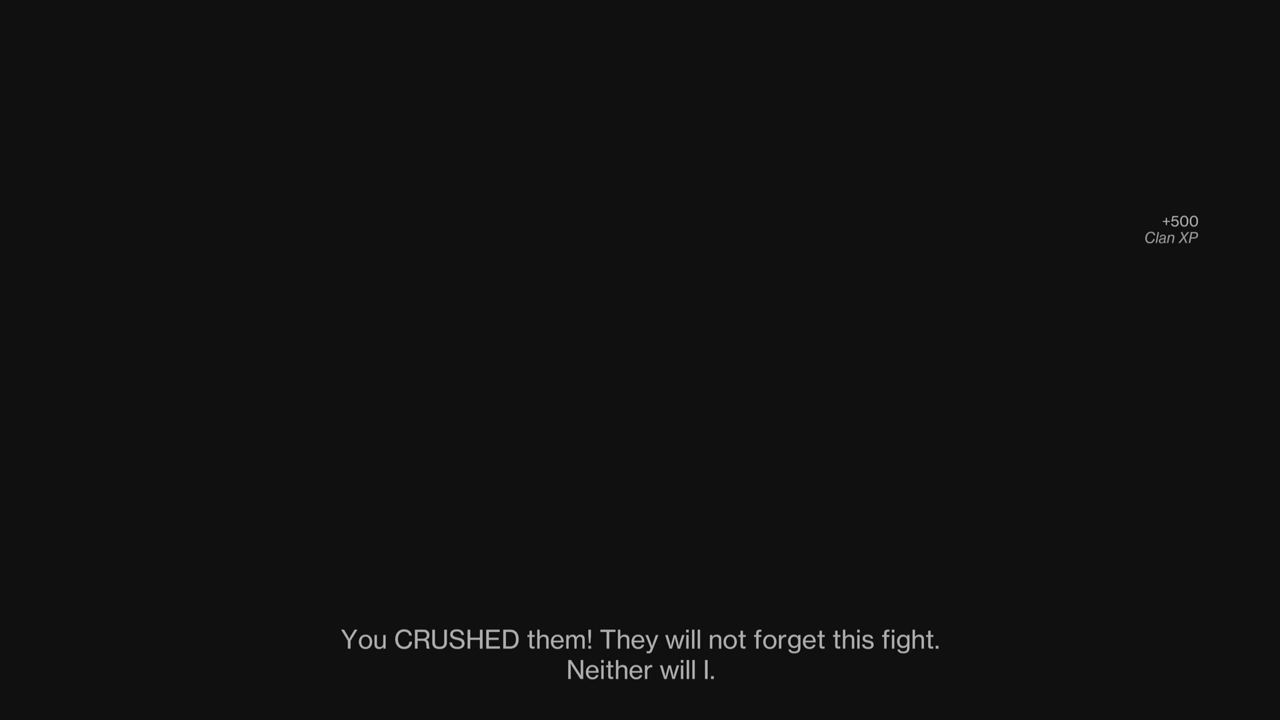 +500
Clan XP
You CRUSHED them! They will not forget this fight.
Neither will I.